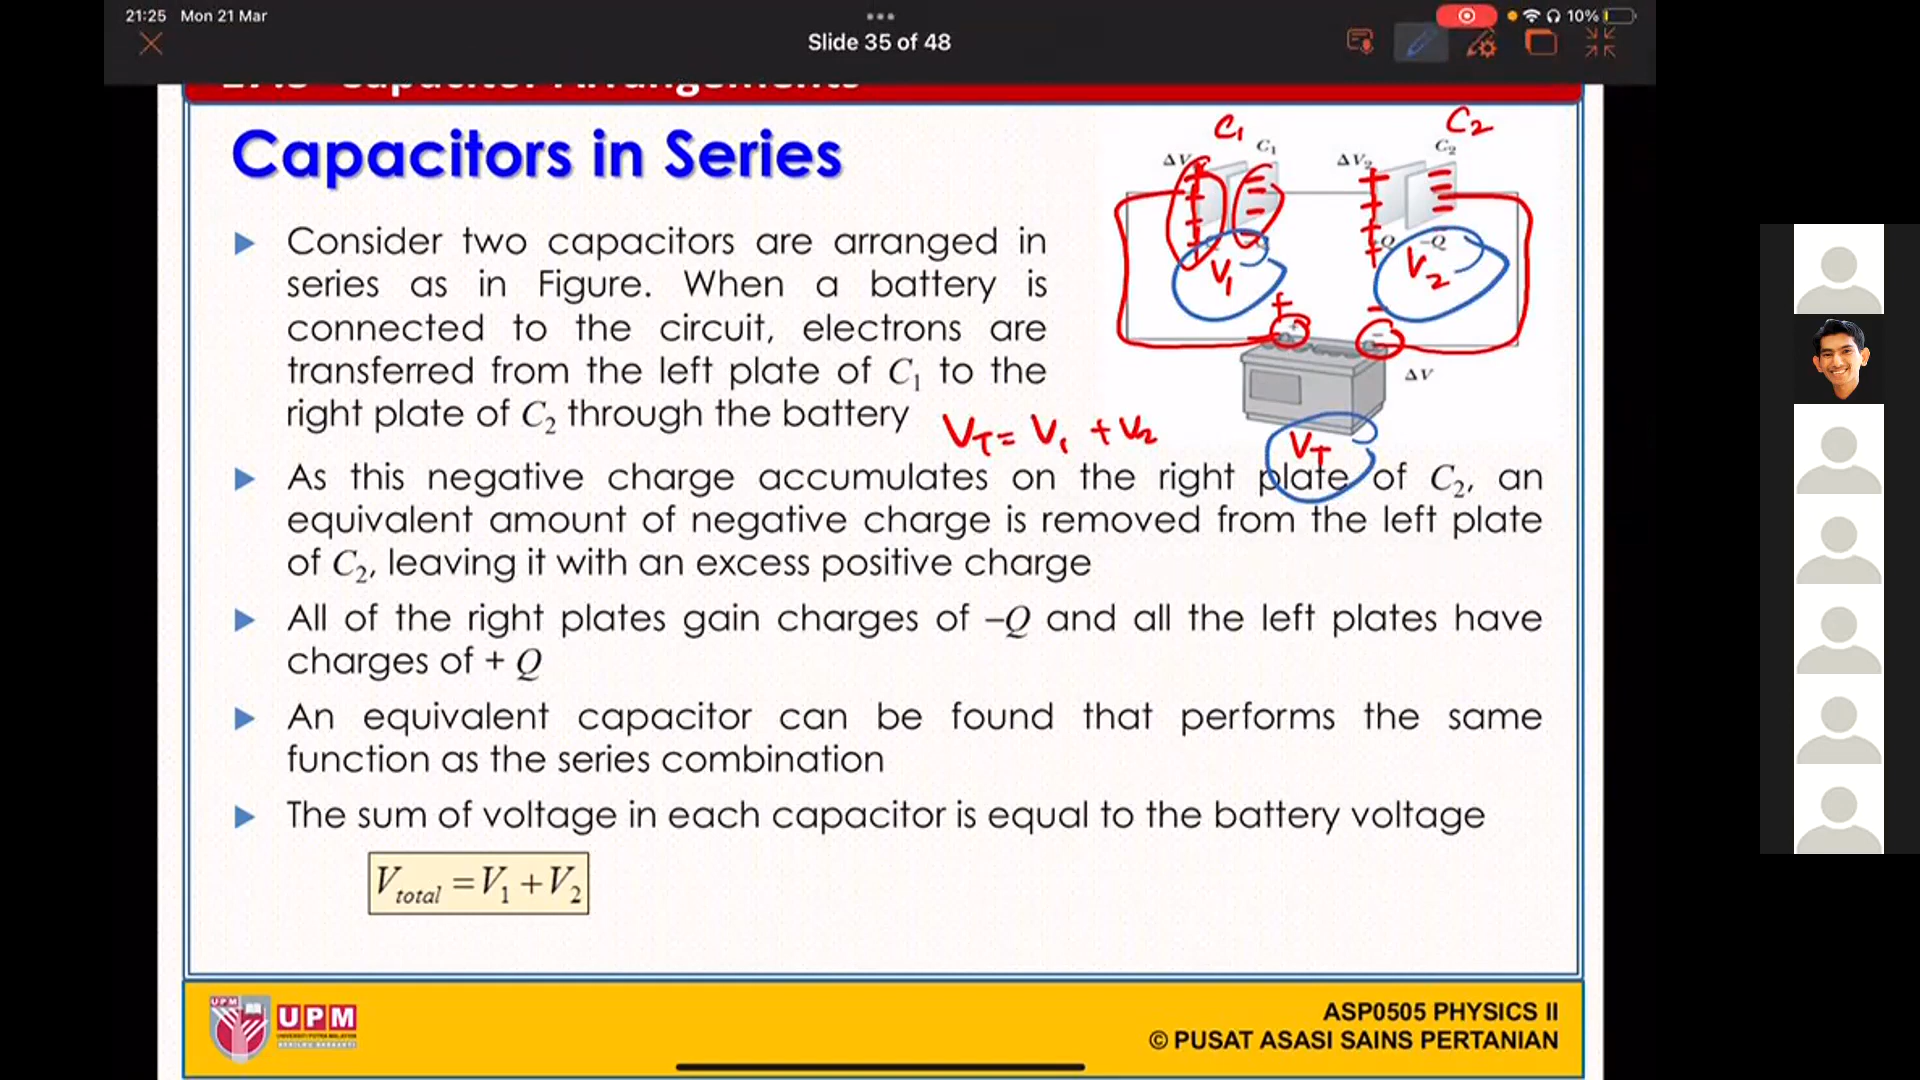 21:25 Mon 21 Mar
10%
Slide 35 of 48
Capacitor Arrangements
Capacitors in Series
C1
C2
ΔV
C1
ΔV2
C2
Consider two capacitors are arranged in
series as in Figure. When a battery is
connected to the circuit, electrons are
transferred from the left plate of C1 to the
right plate of C2 through the battery
Q
−Q
V1
V2
+
−
+
−
ΔV
VT = V1 + V2
VT
As this negative charge accumulates on the right plate of C2, an
equivalent amount of negative charge is removed from the left plate
of C2, leaving it with an excess positive charge
All of the right plates gain charges of –Q and all the left plates have
charges of + Q
An equivalent capacitor can be found that performs the same
function as the series combination
The sum of voltage in each capacitor is equal to the battery voltage
Vtotal = V1 + V2
UPM
UPM
ASP0505 PHYSICS II
© PUSAT ASASI SAINS PERTANIAN